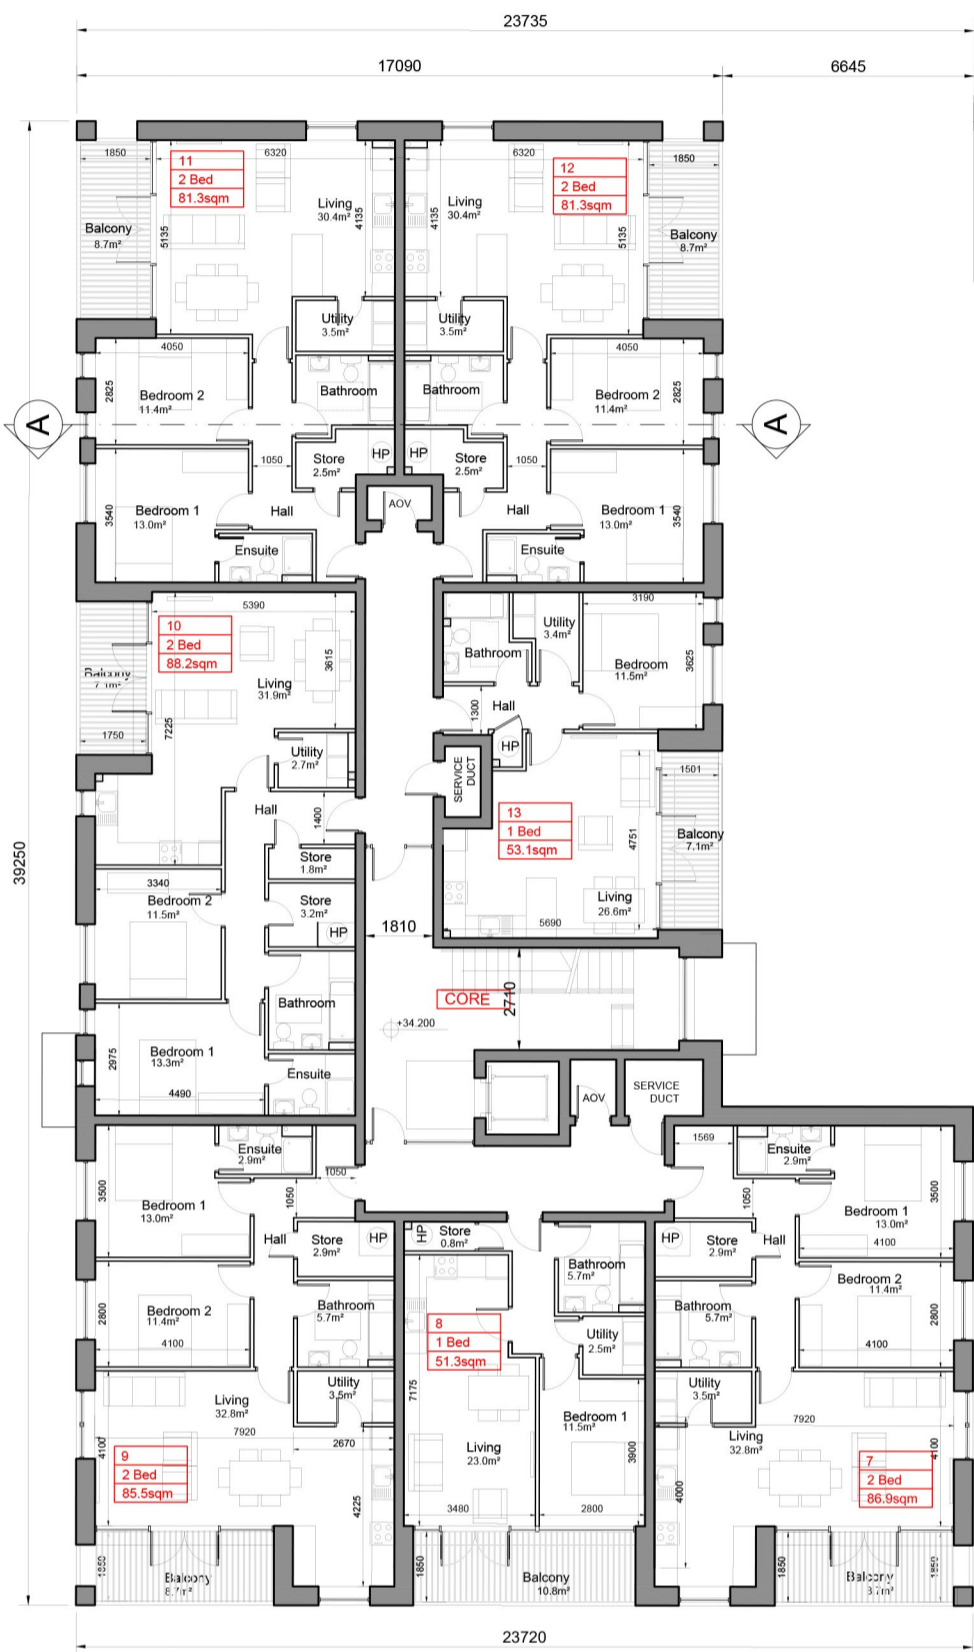 23735
17090
6645
39250
1850
6320
6320
1850
11
2 Bed
81.3sqm
12
2 Bed
81.3sqm
Living
30.4m²
4135
5135
Living
30.4m²
4135
5135
Balcony
8.7m²
Balcony
8.7m²
Utility
3.5m²
Utility
3.5m²
4050
4050
2825
Bedroom 2
11.4m²
Bathroom
Bathroom
Bedroom 2
11.4m²
2825
A
A
Store
2.5m²
HP
HP
Store
2.5m²
1050
1050
AOV
3540
Bedroom 1
13.0m²
Hall
Hall
Bedroom 1
13.0m²
3540
Ensuite
Ensuite
5390
3190
10
2 Bed
88.2sqm
Living
31.9m²
3615
7225
Balcony
1750
Utility
2.7m²
Bathroom
Utility
3.4m²
Bedroom
11.5m²
3625
Hall
1300
HP
SERVICE
DUCT
1501
Balcony
7.1m²
13
1 Bed
53.1sqm
4751
Living
26.6m²
5690
Hall
1400
Store
1.8m²
3340
Bedroom 2
11.5m²
Store
3.2m²
HP
1810
CORE
2710
+34.200
Bathroom
2975
Bedroom 1
13.3m²
4490
Ensuite
AOV
SERVICE
DUCT
1569
Ensuite
2.9m²
1050
1050
3500
Bedroom 1
13.0m²
Hall
Store
2.9m²
HP
HP
Store
0.8m²
Bathroom
5.7m²
HP
Store
2.9m²
Hall
1050
Ensuite
2.9m²
Bedroom 1
13.0m²
3500
4100
2800
Bedroom 2
11.4m²
4100
Bathroom
5.7m²
8
1 Bed
51.3sqm
7175
Utility
2.5m²
Bathroom
5.7m²
Bedroom 2
11.4m²
2800
4100
Living
32.8m²
Utility
3.5m²
7920
2670
4100
4225
9
2 Bed
85.5sqm
Living
23.0m²
3480
Bedroom 1
11.5m²
3900
2800
Utility
3.5m²
7920
Living
32.8m²
4000
4100
7
2 Bed
86.9sqm
1850
Balcony
1850
Balcony
10.8m²
1850
Balcony
1850
23720